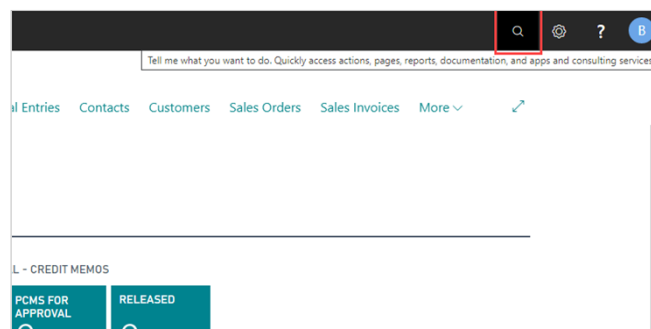 ? B
Tell me what you want to do. Quickly access actions, pages, reports, documentation, and apps and consulting services
Entries Contacts Customers Sales Orders Sales Invoices More
- CREDIT MEMOS
PCMS FOR RELEASED
APPROVAL